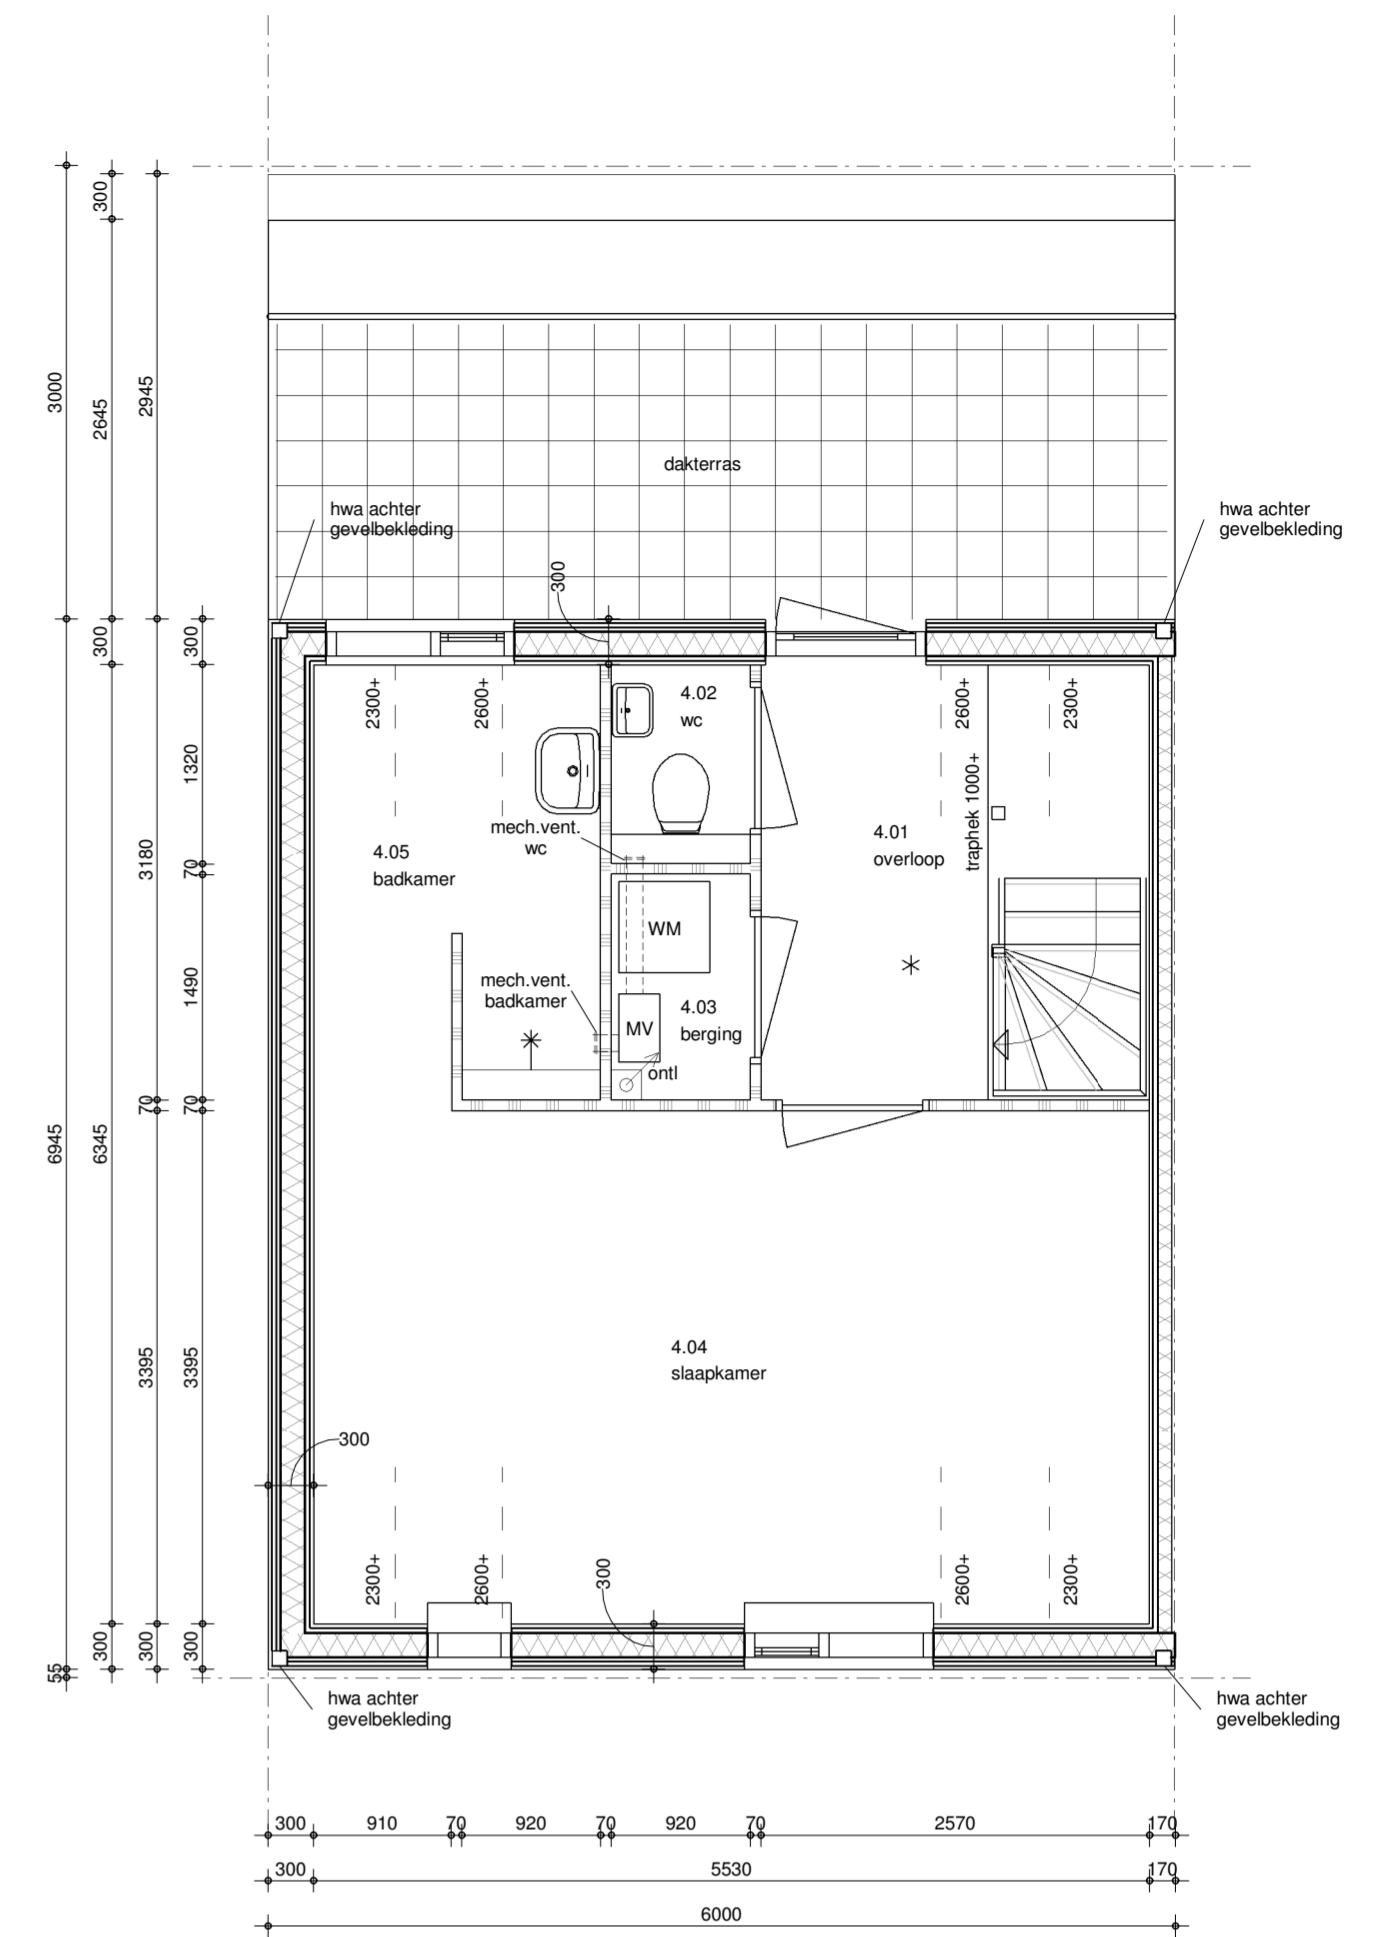 300
3000
2645
2945
dakterras
hwa achter
gevelbekleding
hwa achter
gevelbekleding
300
300
300
2300+
2600+
4.02
wc
2600+
2300+
1320
mech.vent.
wc
4.01
overloop
traphek 1000+
4.05
badkamer
3180
70
WM
mech.vent.
badkamer
1490
4.03
berging
MV
ontl
70
70
6945
6345
4.04
slaapkamer
3395
3395
300
2300+
2600+
300
2600+
2300+
300
300
300
55
hwa achter
gevelbekleding
hwa achter
gevelbekleding
300 910 70 920 70 920 70 2570 170
300 5530 170
6000